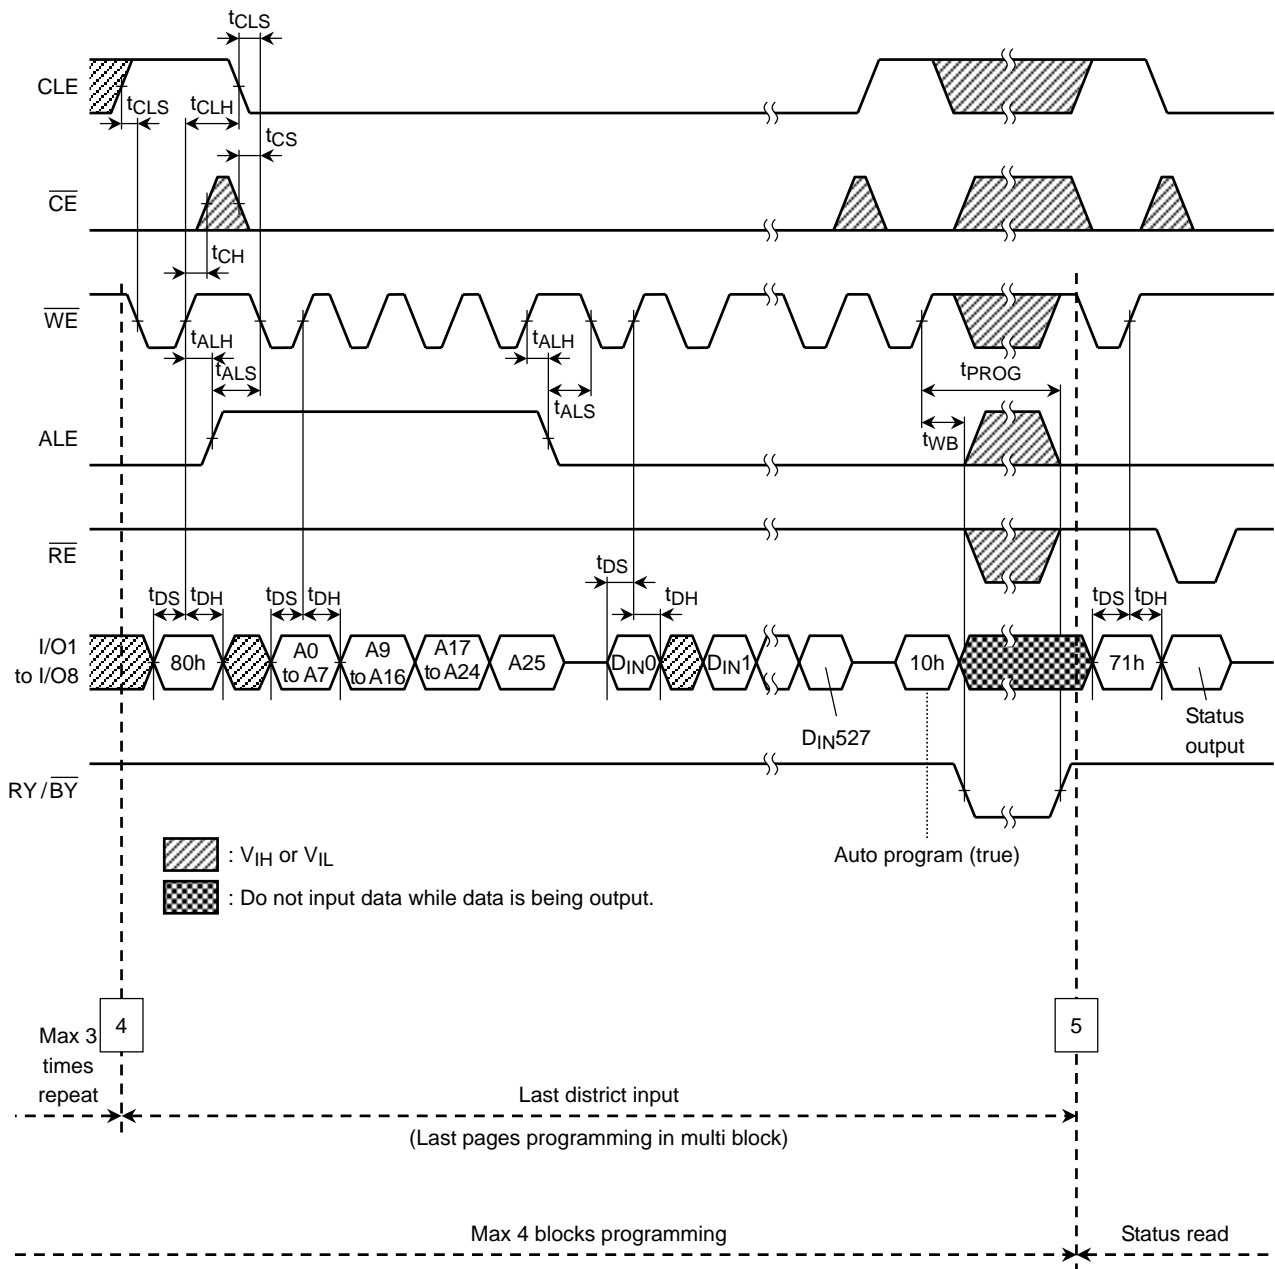 tCLS
CLE
tCLS
tCLH
tCS
CE
tCH
WE
tALH
tALH
tALS
tPROG
tALS
ALE
tWB
RE
tDS
tDS
tDH
tDS
tDH
tDH
tDS
tDH
I/O1
to I/O8
80h
A0
to A7
A9
to A16
A17
to A24
A25
DIN0
DIN1
10h
71h
DIN527
Status
output
RY/BY
: VIH or VIL
Auto program (true)
: Do not input data while data is being output.
4
5
Max 3
times
repeat
Last district input
(Last pages programming in multi block)
Max 4 blocks programming
Status read